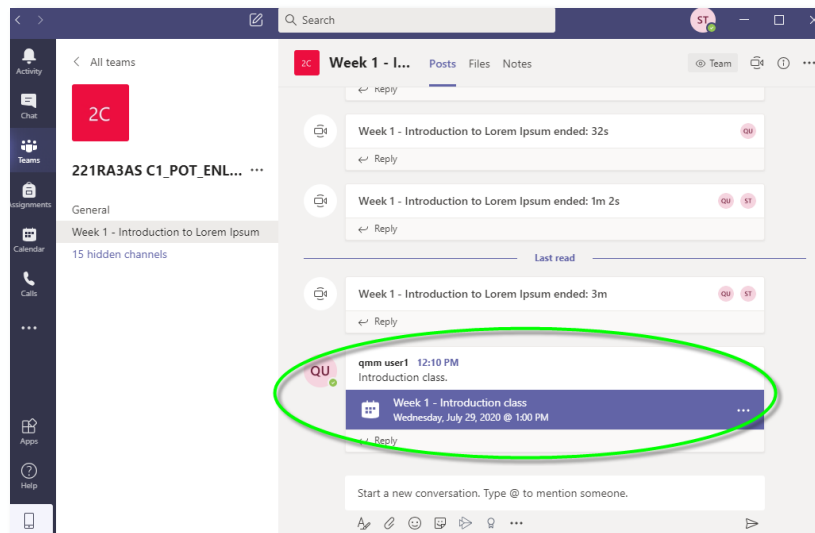 Search
ST
Activity
Chat
Teams
Assignments
Calendar
Calls
Apps
Help
All teams
2C
221RA3AS C1_POT_ENL... ...
General
Week 1 - Introduction to Lorem Ipsum
15 hidden channels
2C Week 1 - I... Posts Files Notes Team
Reply
Week 1 - Introduction to Lorem Ipsum ended: 32s QU
Reply
Week 1 - Introduction to Lorem Ipsum ended: 1m 2s QU ST
Reply
Last read
Week 1 - Introduction to Lorem Ipsum ended: 3m QU ST
Reply
QU
qmm user1 12:10 PM
Introduction class.
Week 1 - Introduction class
Wednesday, July 29, 2020 @ 1:00 PM
Reply
Start a new conversation. Type @ to mention someone.